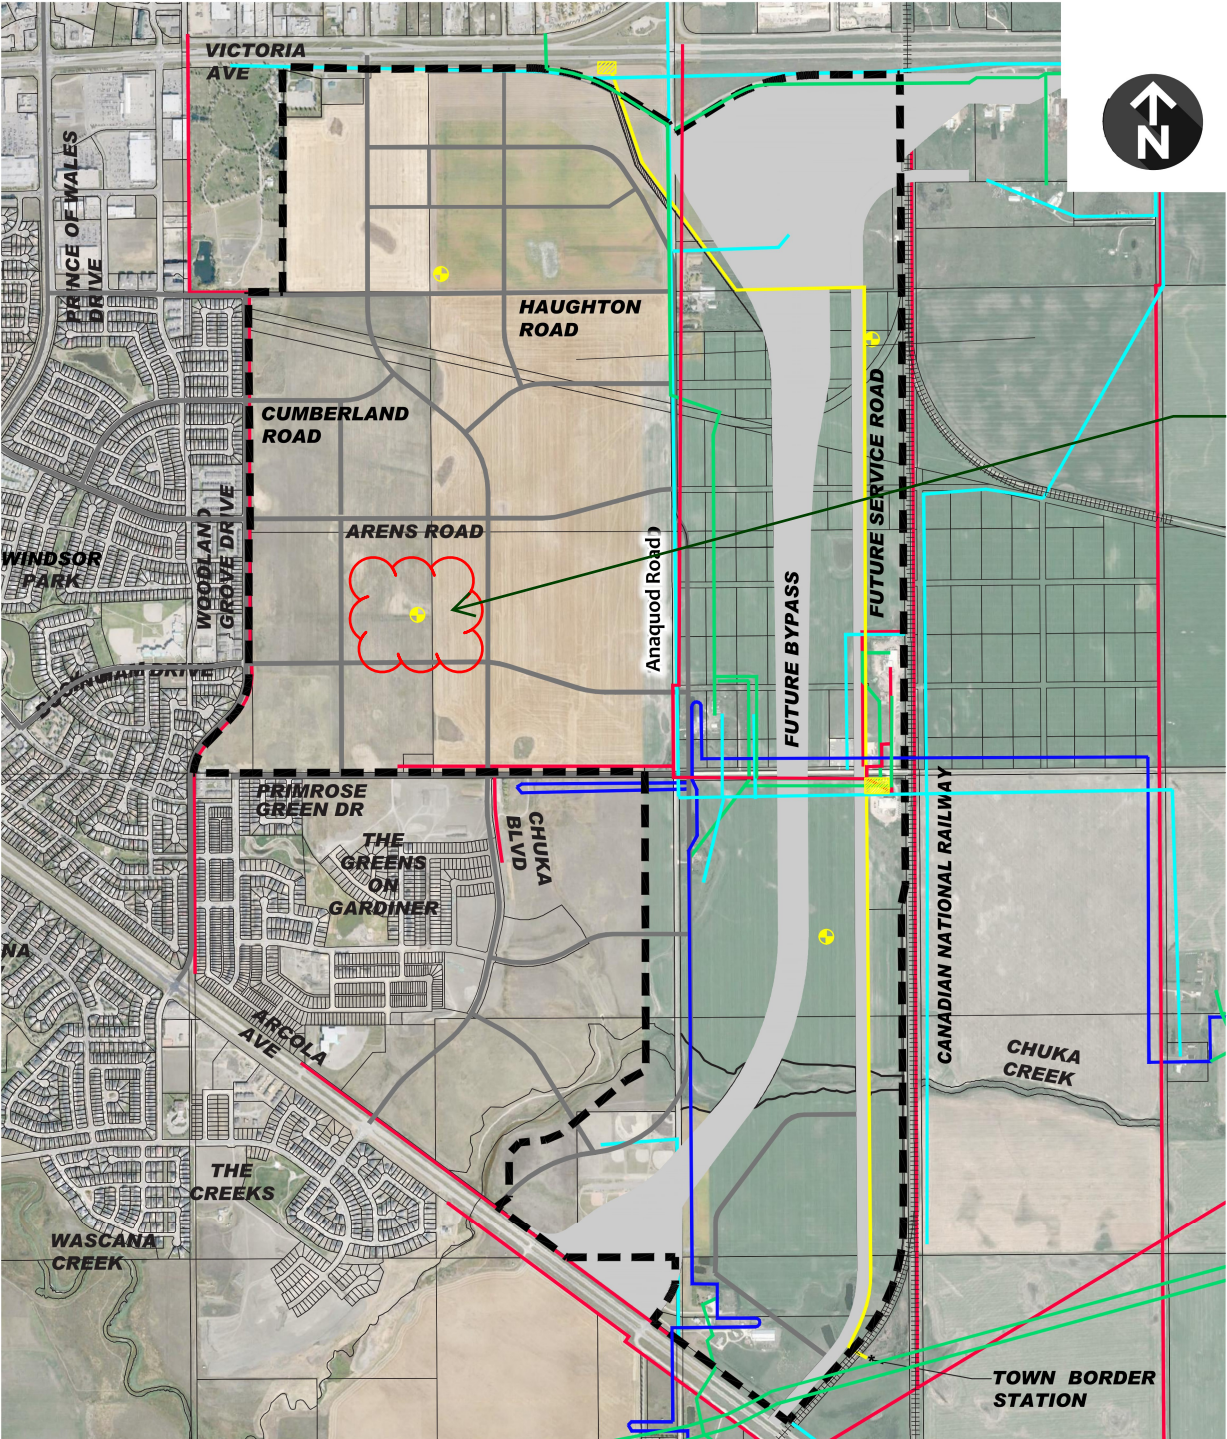 VICTORIA
AVE
N
PRINCE OF WALES
DRIVE
HAUGHTON
ROAD
CUMBERLAND
ROAD
FUTURE SERVICE ROAD
WOODLAND
GROVE DRIVE
ARENS ROAD
WINDSOR
PARK
Anaquod Road
FUTURE BYPASS
DRIVE
PRIMROSE
GREEN DR
CHUKA
BLVD
THE
GREENS
ON
GARDINER
CANADIAN NATIONAL RAILWAY
NA
ARCOLA
AVE
CHUKA
CREEK
THE
CREEKS
WASCANA
CREEK
*
TOWN BORDER
STATION